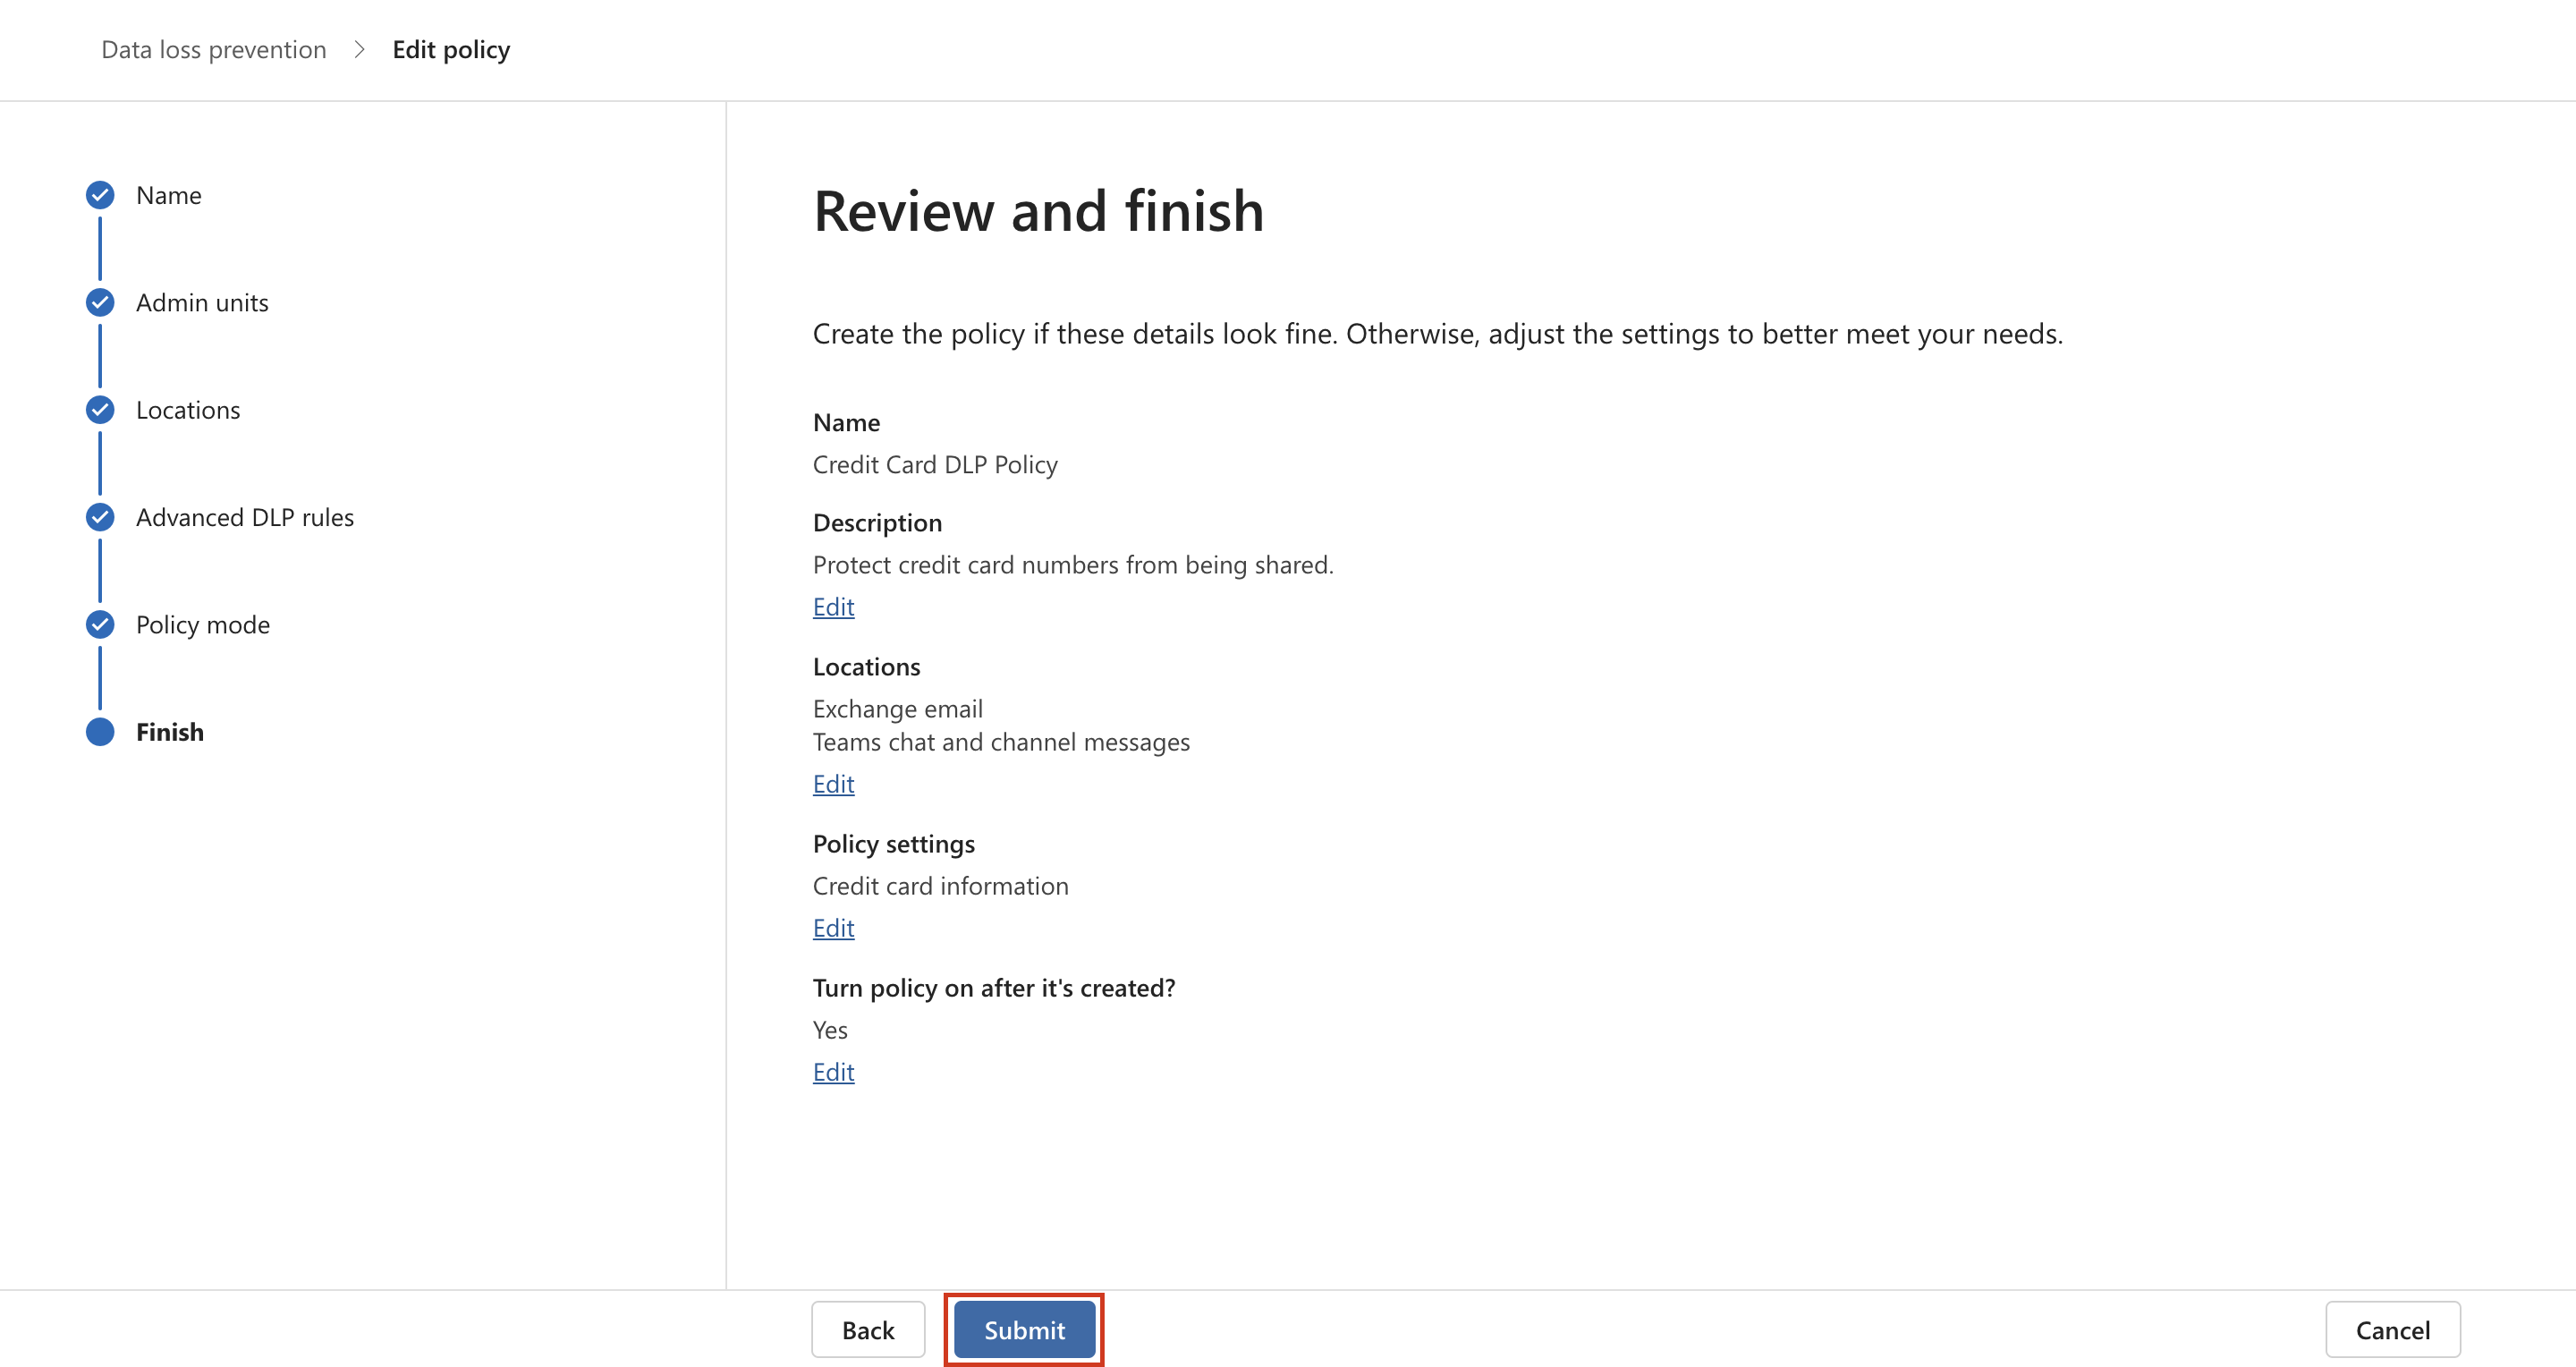 Data loss prevention > Edit policy
Name
Admin units
Locations
Advanced DLP rules
Policy mode
Finish
Review and finish
Create the policy if these details look fine. Otherwise, adjust the settings to better meet your needs.
Name
Credit Card DLP Policy
Description
Protect credit card numbers from being shared.
Edit
Locations
Exchange email
Teams chat and channel messages
Edit
Policy settings
Credit card information
Edit
Turn policy on after it's created?
Yes
Edit
Back
Submit
Cancel